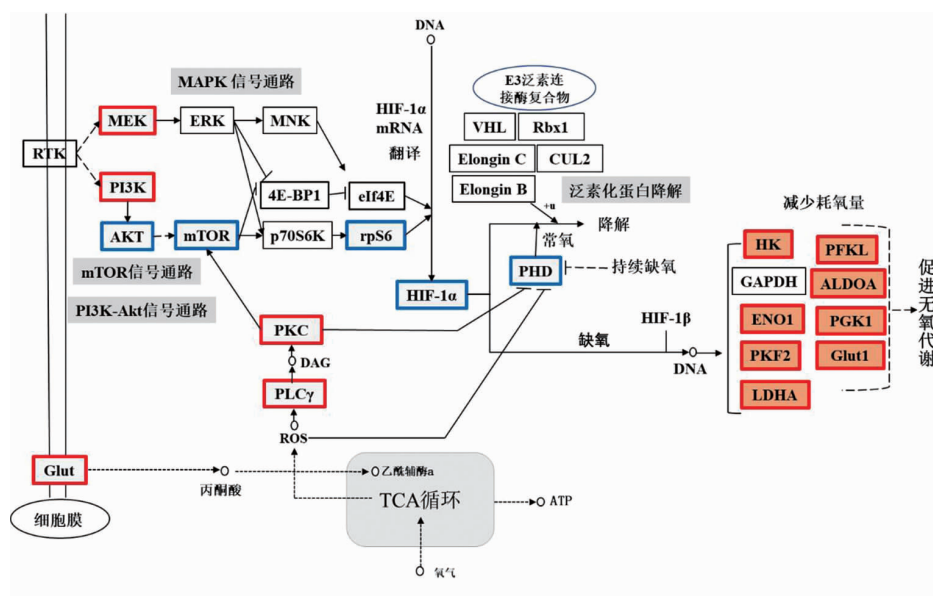 DNA
MAPK 信号通路
E3泛素连
接酶复合物
HIF-1α
mRNA
翻译
MEK
ERK
MNK
VHL
Rbx1
RTK
Elongin C
CUL2
PI3K
4E-BP1
eIf4E
Elongin B
泛素化蛋白降解
减少耗氧量
+u
降解
AKT
mTOR
p70S6K
rpS6
常氧
HK
PFKL
mTOR信号通路
PHD
持续缺氧
GAPDH
ALDOA
促进无氧代谢
PI3K-Akt信号通路
HIF-1α
PKC
HIF-1β
ENO1
PGK1
缺氧
DAG
DNA
PKF2
Glut1
PLCγ
LDHA
ROS
Glut
乙酰辅酶a
丙酮酸
TCA循环
ATP
细胞膜
氧气